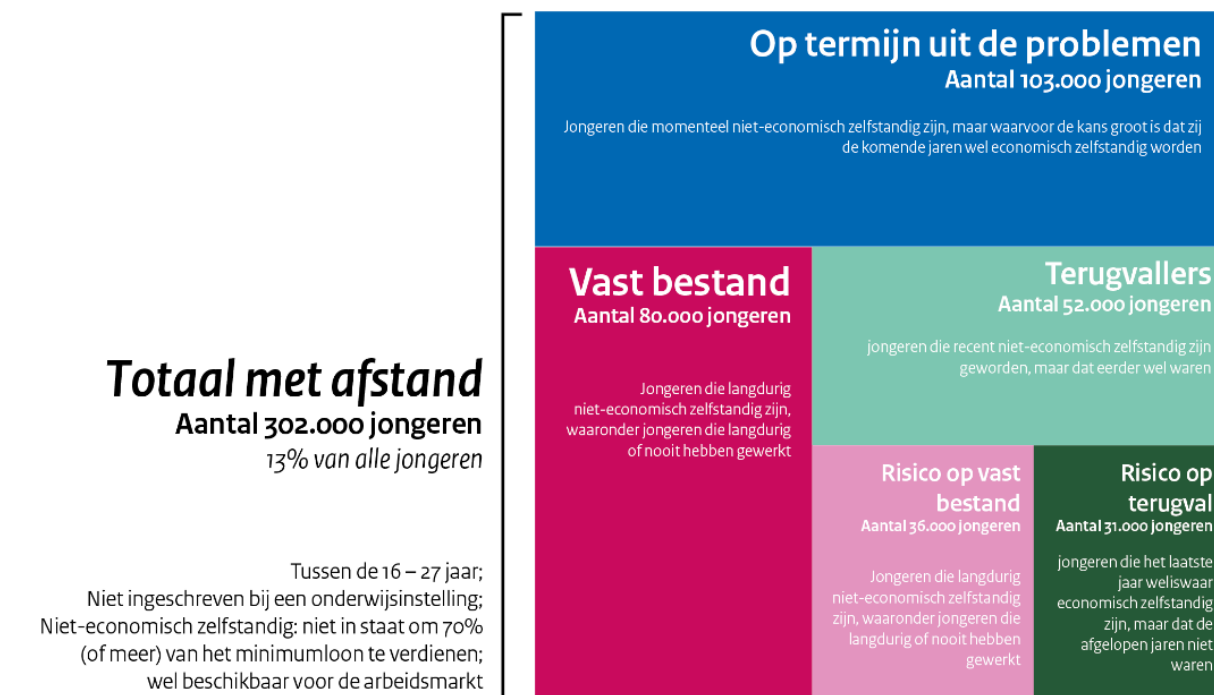 Op termijn uit de problemen
Aantal 103.000 jongeren
Jongeren die momenteel niet-economisch zelfstandig zijn, maar waarvoor de kans groot is dat zij
de komende jaren wel economisch zelfstandig worden
Totaal met afstand
Aantal 302.000 jongeren
13% van alle jongeren
Tussen de 16 – 27 jaar;
Niet ingeschreven bij een onderwijsinstelling;
Niet-economisch zelfstandig: niet in staat om 70%
(of meer) van het minimumloon te verdienen;
wel beschikbaar voor de arbeidsmarkt
Vast bestand
Aantal 80.000 jongeren
Jongeren die langdurig
niet-economisch zelfstandig zijn,
waaronder jongeren die langdurig
of nooit hebben gewerkt
Terugvallers
Aantal 52.000 jongeren
jongeren die recent niet-economisch zelfstandig zijn
geworden, maar dat eerder wel waren
Risico op vast
bestand
Aantal 36.000 jongeren
Jongeren die langdurig
niet-economisch zelfstandig
zijn, waaronder jongeren die
langdurig of nooit hebben
gewerkt
Risico op
terugval
Aantal 31.000 jongeren
jongeren die het laatste
jaar weliswaar
economisch zelfstandig
zijn, maar dat de
afgelopen jaren niet
waren